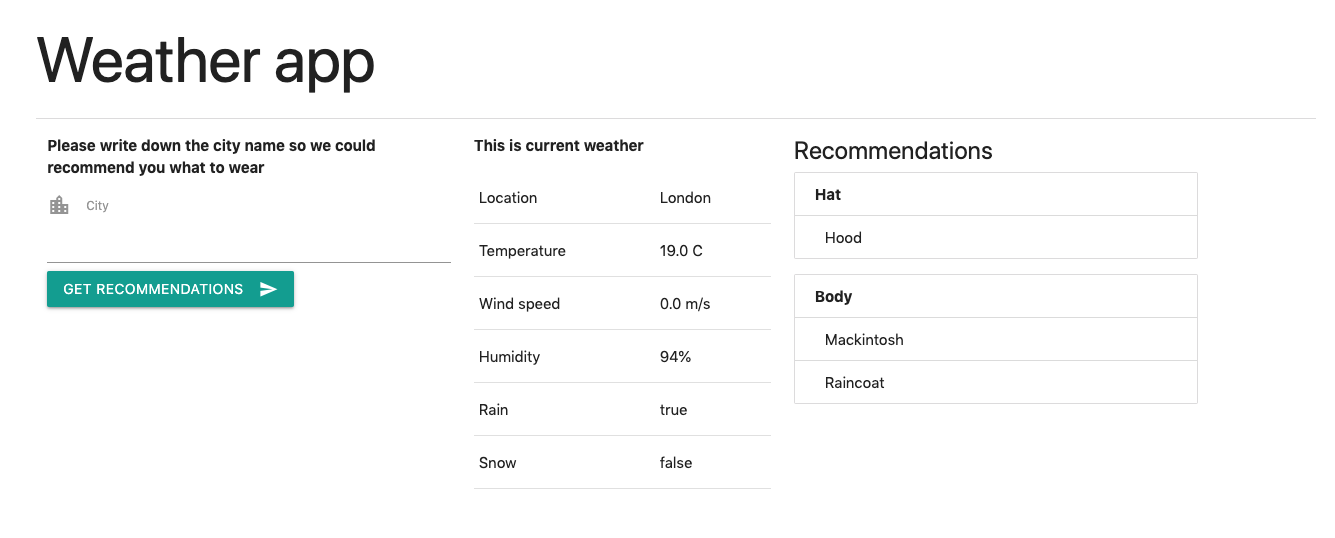 Weather app
Please write down the city name so we could
recommend you what to wear
City
GET RECOMMENDATIONS
This is current weather
Location London
Temperature 19.0 C
Wind speed 0.0 m/s
Humidity 94%
Rain true
Snow false
Recommendations
Hat
Hood
Body
Mackintosh
Raincoat